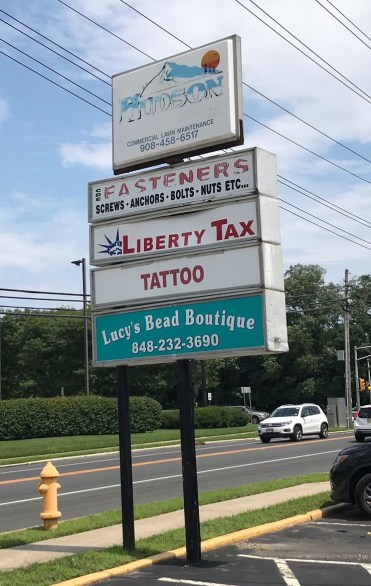 HUDSON
COMMERCIAL LAWN MAINTENANCE
908-458-6517
FASTENERS
SCREWS · ANCHORS · BOLTS · NUTS ETC...
LIBERTY TAX
TATTOO
Lucy's Bead Boutique
848-232-3690